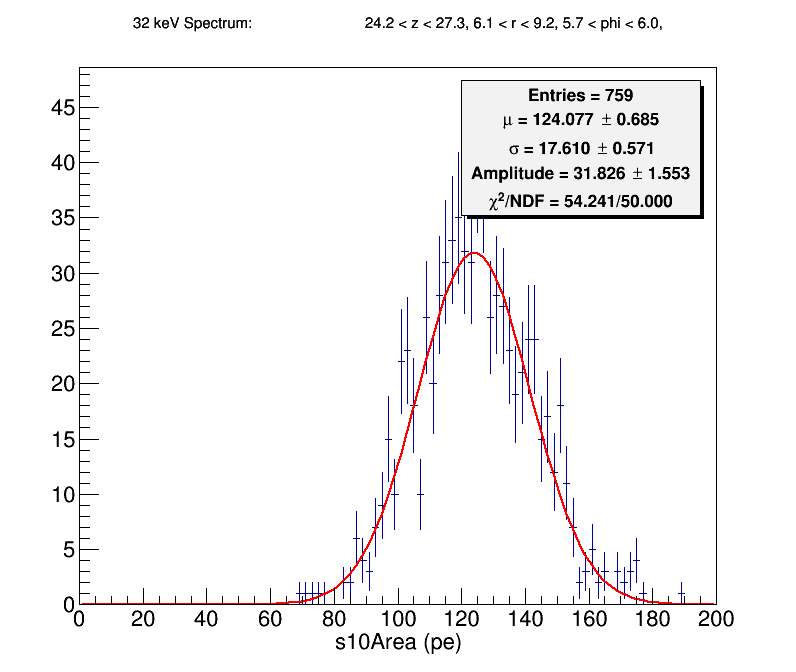 32 keV Spectrum: 24.2 < z < 27.3, 6.1 < r < 9.2, 5.7 < phi < 6.0,
Entries = 759
μ = 124.077 ± 0.685
σ = 17.610 ± 0.571
Amplitude = 31.826 ± 1.553
χ²/NDF = 54.241/50.000
45
40
35
30
25
20
15
10
5
0
0 20 40 60 80 100 120 140 160 180 200
s10Area (pe)